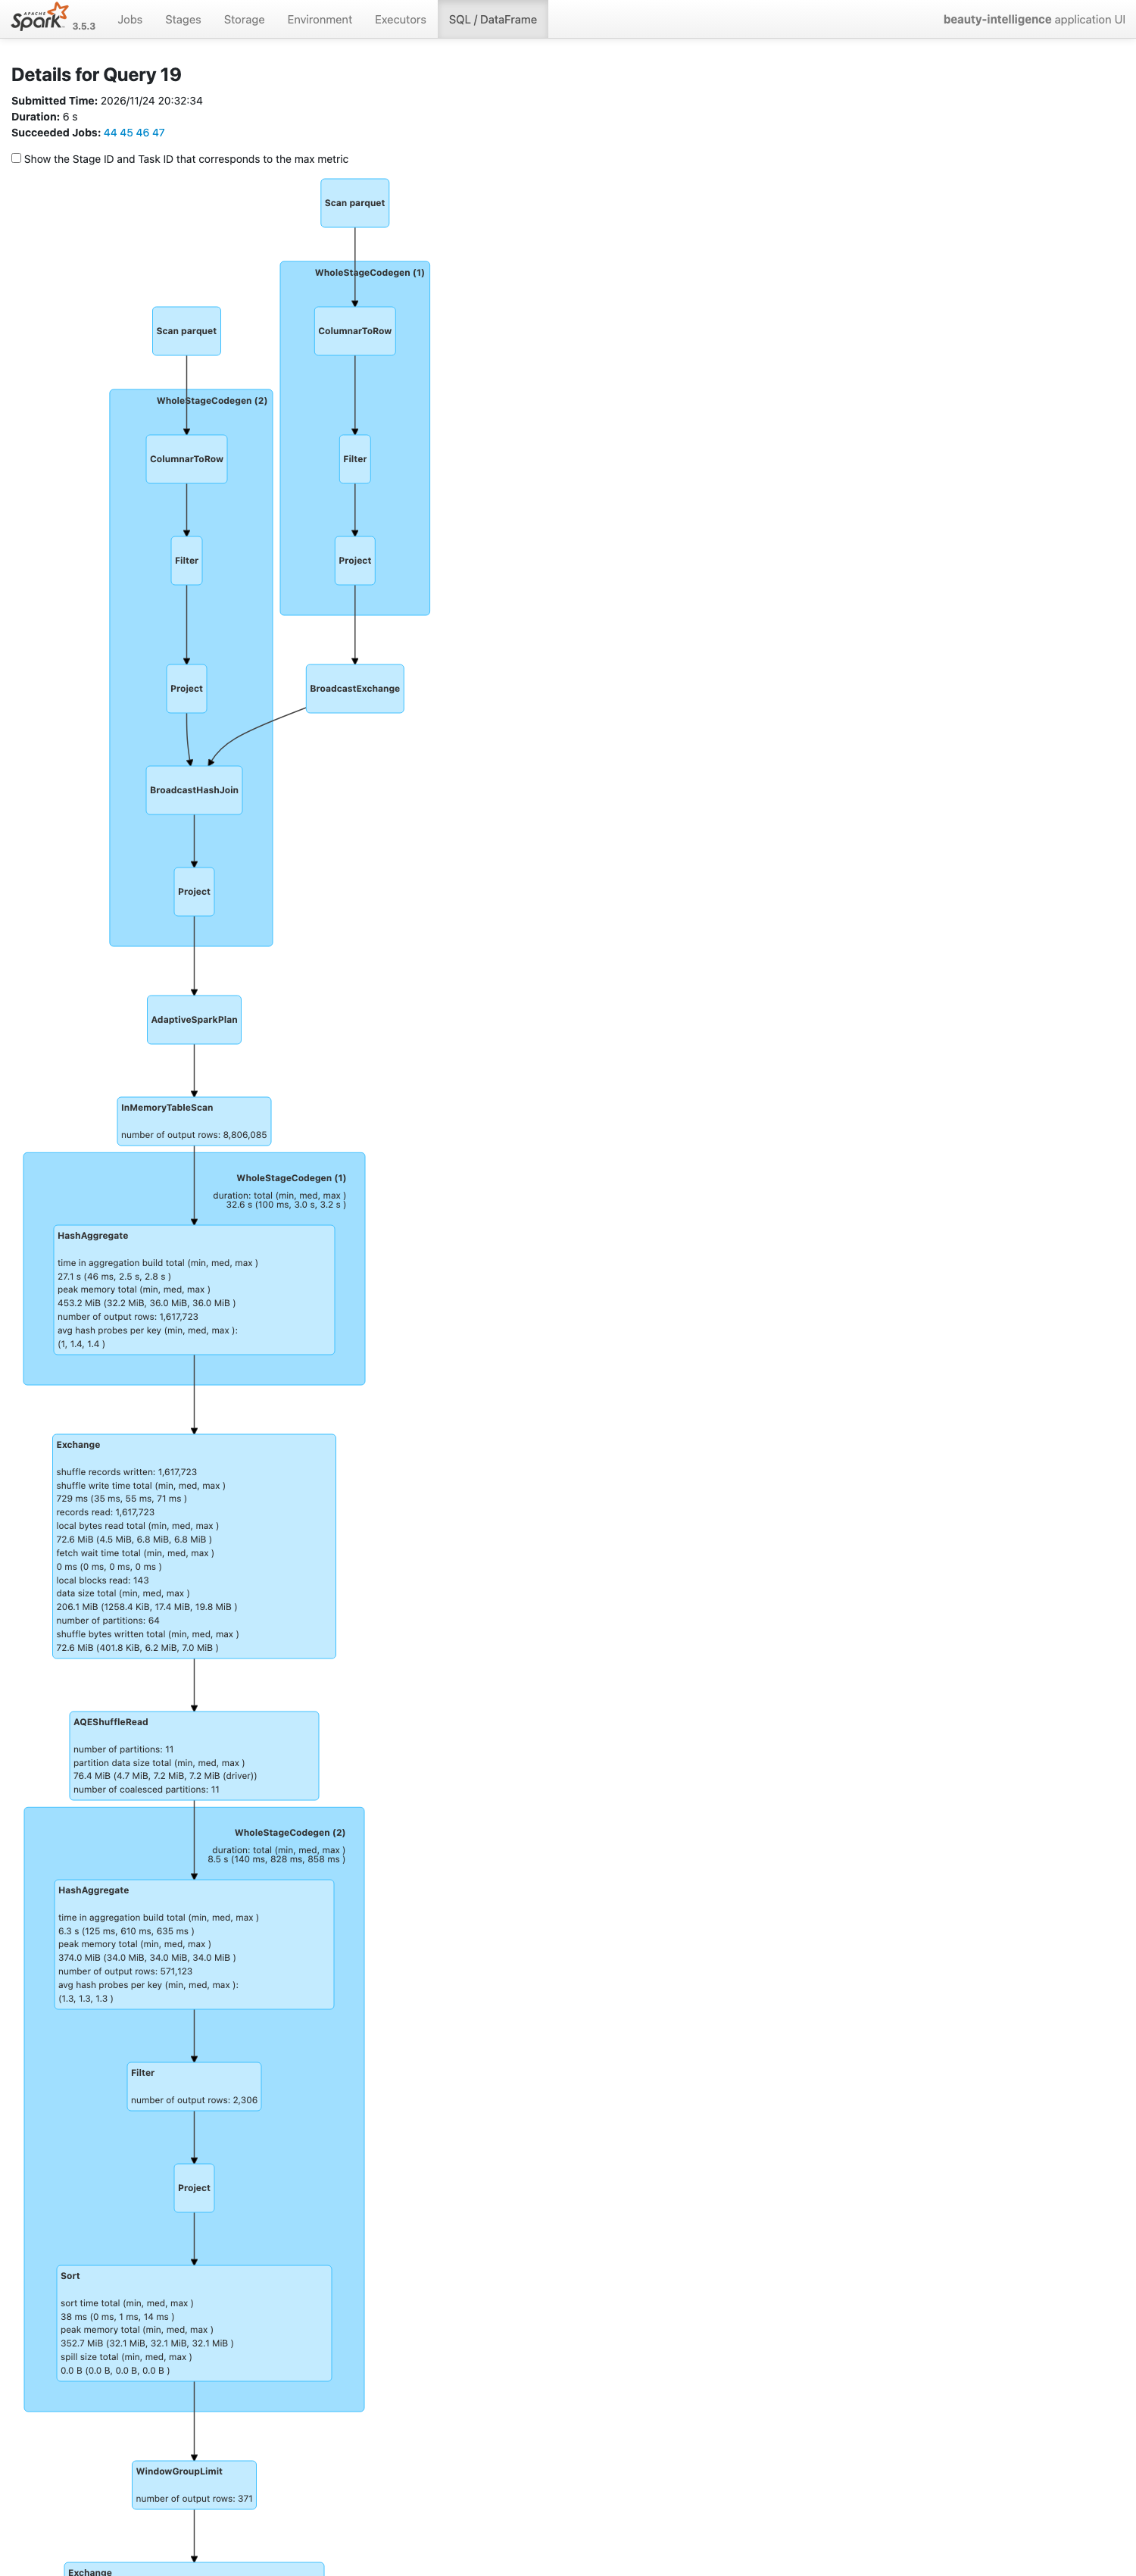 APACHE
Spark 3.5.3
Jobs
Stages
Storage
Environment
Executors
SQL / DataFrame
beauty-intelligence application UI
Details for Query 19
Submitted Time: 2026/11/24 20:32:34
Duration: 6 s
Succeeded Jobs: 44 45 46 47
Show the Stage ID and Task ID that corresponds to the max metric
Scan parquet
WholeStageCodegen (1)
ColumnarToRow
Filter
Project
BroadcastExchange
Scan parquet
WholeStageCodegen (2)
ColumnarToRow
Filter
Project
BroadcastHashJoin
Project
AdaptiveSparkPlan
InMemoryTableScan
number of output rows: 8,806,085
WholeStageCodegen (1)
duration: total (min, med, max )
32.6 s (100 ms, 3.0 s, 3.2 s )
HashAggregate
time in aggregation build total (min, med, max )
27.1 s (46 ms, 2.5 s, 2.8 s )
peak memory total (min, med, max )
453.2 MiB (32.2 MiB, 36.0 MiB, 36.0 MiB )
number of output rows: 1,617,723
avg hash probes per key (min, med, max ):
(1, 1.4, 1.4 )
Exchange
shuffle records written: 1,617,723
shuffle write time total (min, med, max )
729 ms (35 ms, 55 ms, 71 ms )
records read: 1,617,723
local bytes read total (min, med, max )
72.6 MiB (4.5 MiB, 6.8 MiB, 6.8 MiB )
fetch wait time total (min, med, max )
0 ms (0 ms, 0 ms, 0 ms )
local blocks read: 143
data size total (min, med, max )
206.1 MiB (1258.4 KiB, 17.4 MiB, 19.8 MiB )
number of partitions: 64
shuffle bytes written total (min, med, max )
72.6 MiB (401.8 KiB, 6.2 MiB, 7.0 MiB )
AQEShuffleRead
number of partitions: 11
partition data size total (min, med, max )
76.4 MiB (4.7 MiB, 7.2 MiB, 7.2 MiB (driver))
number of coalesced partitions: 11
WholeStageCodegen (2)
duration: total (min, med, max )
8.5 s (140 ms, 828 ms, 858 ms )
HashAggregate
time in aggregation build total (min, med, max )
6.3 s (125 ms, 610 ms, 635 ms )
peak memory total (min, med, max )
374.0 MiB (34.0 MiB, 34.0 MiB, 34.0 MiB )
number of output rows: 571,123
avg hash probes per key (min, med, max ):
(1.3, 1.3, 1.3 )
Filter
number of output rows: 2,306
Project
Sort
sort time total (min, med, max )
38 ms (0 ms, 1 ms, 14 ms )
peak memory total (min, med, max )
352.7 MiB (32.1 MiB, 32.1 MiB, 32.1 MiB )
spill size total (min, med, max )
0.0 B (0.0 B, 0.0 B, 0.0 B )
WindowGroupLimit
number of output rows: 371
Exchange